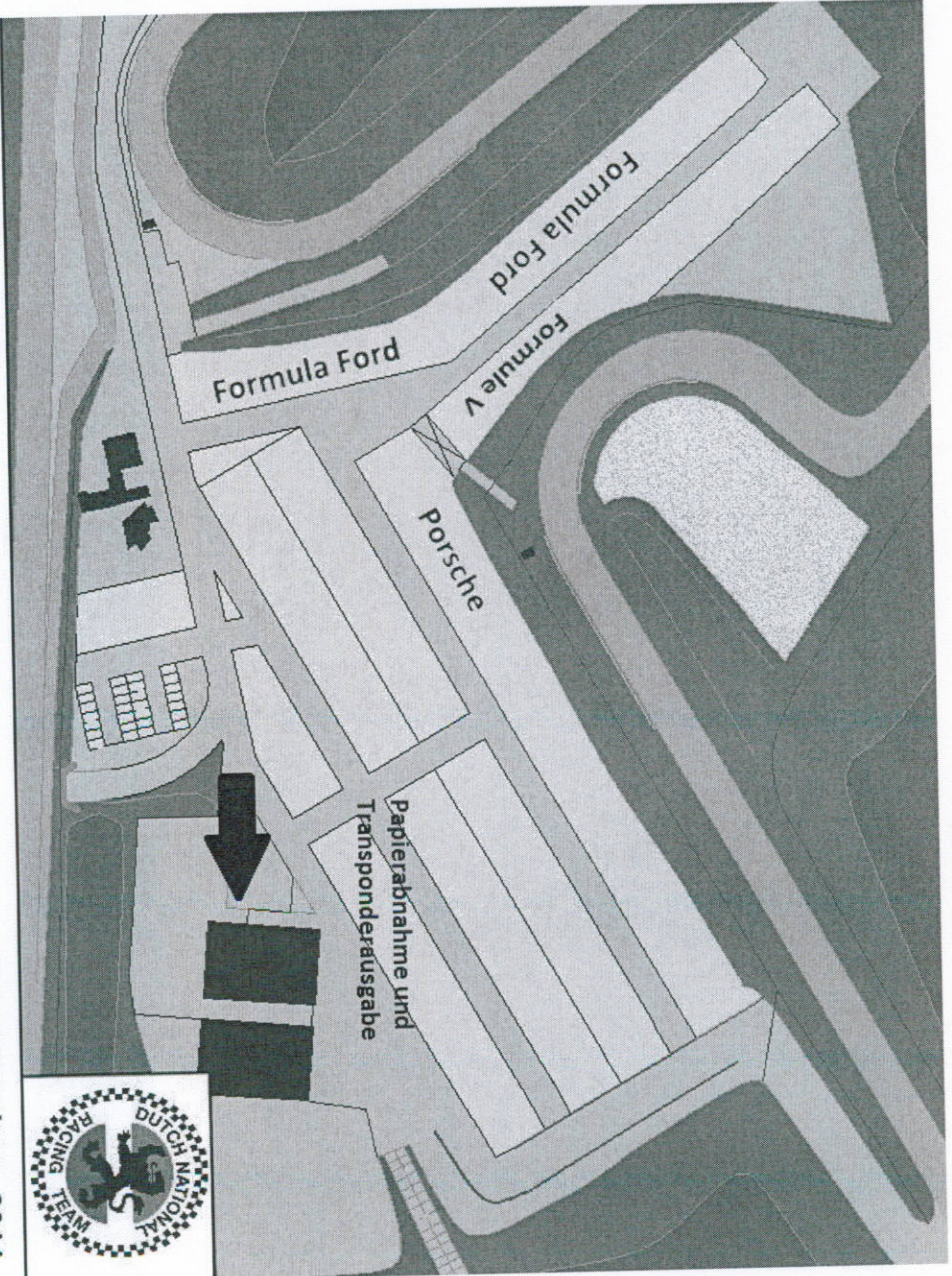 Formula Ford
Formula Ford
Formule V
Porsche
Papierabnahme und
Transponderausgabe
DUTCH NATIONAL
RACING TEAM